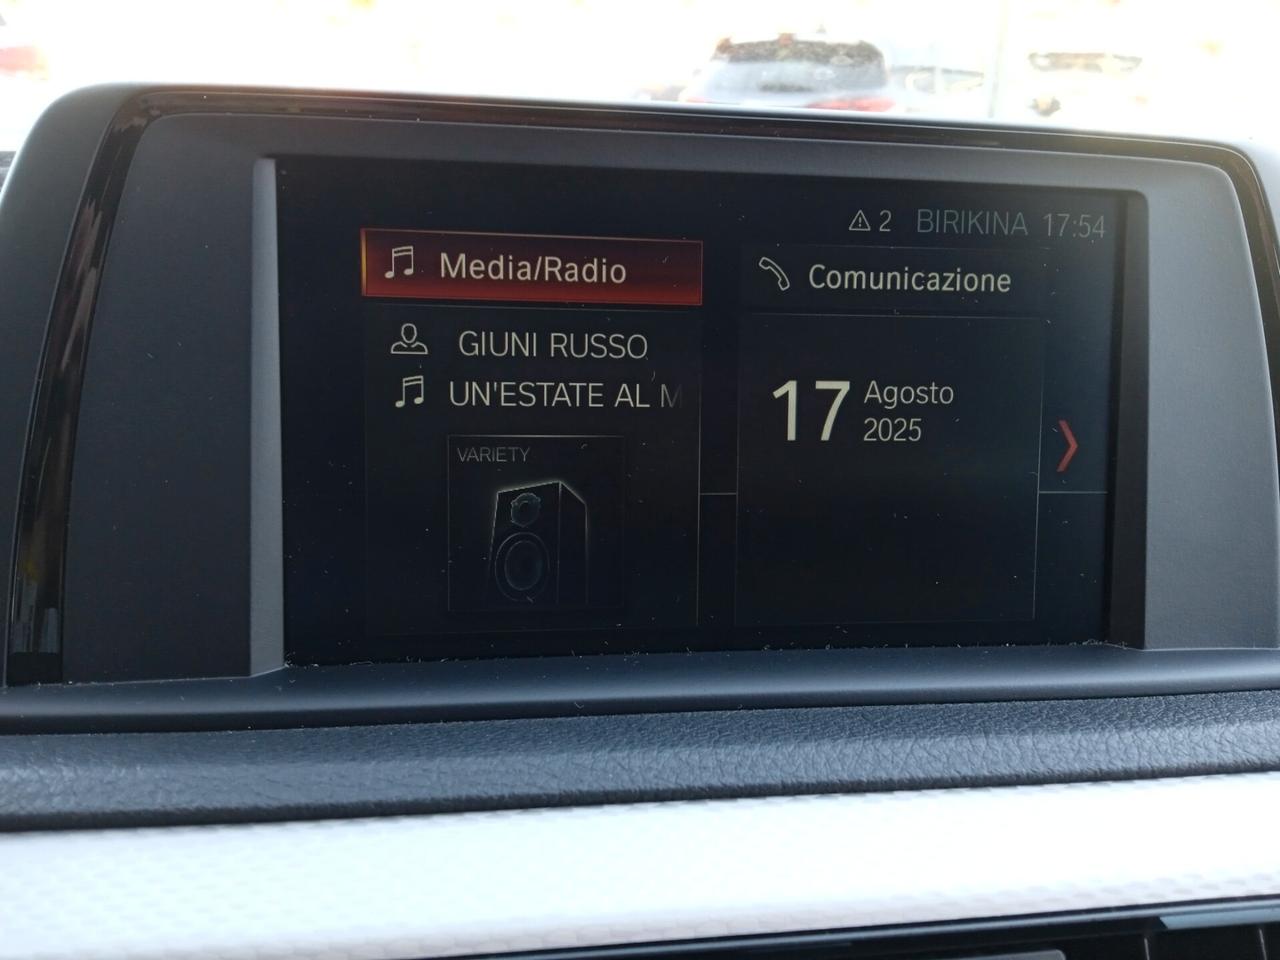 2 BIRIKINA 17:54
Media/Radio
GIUNI RUSSO
UN'ESTATE AL M
VARIETY
Comunicazione
17 Agosto
2025